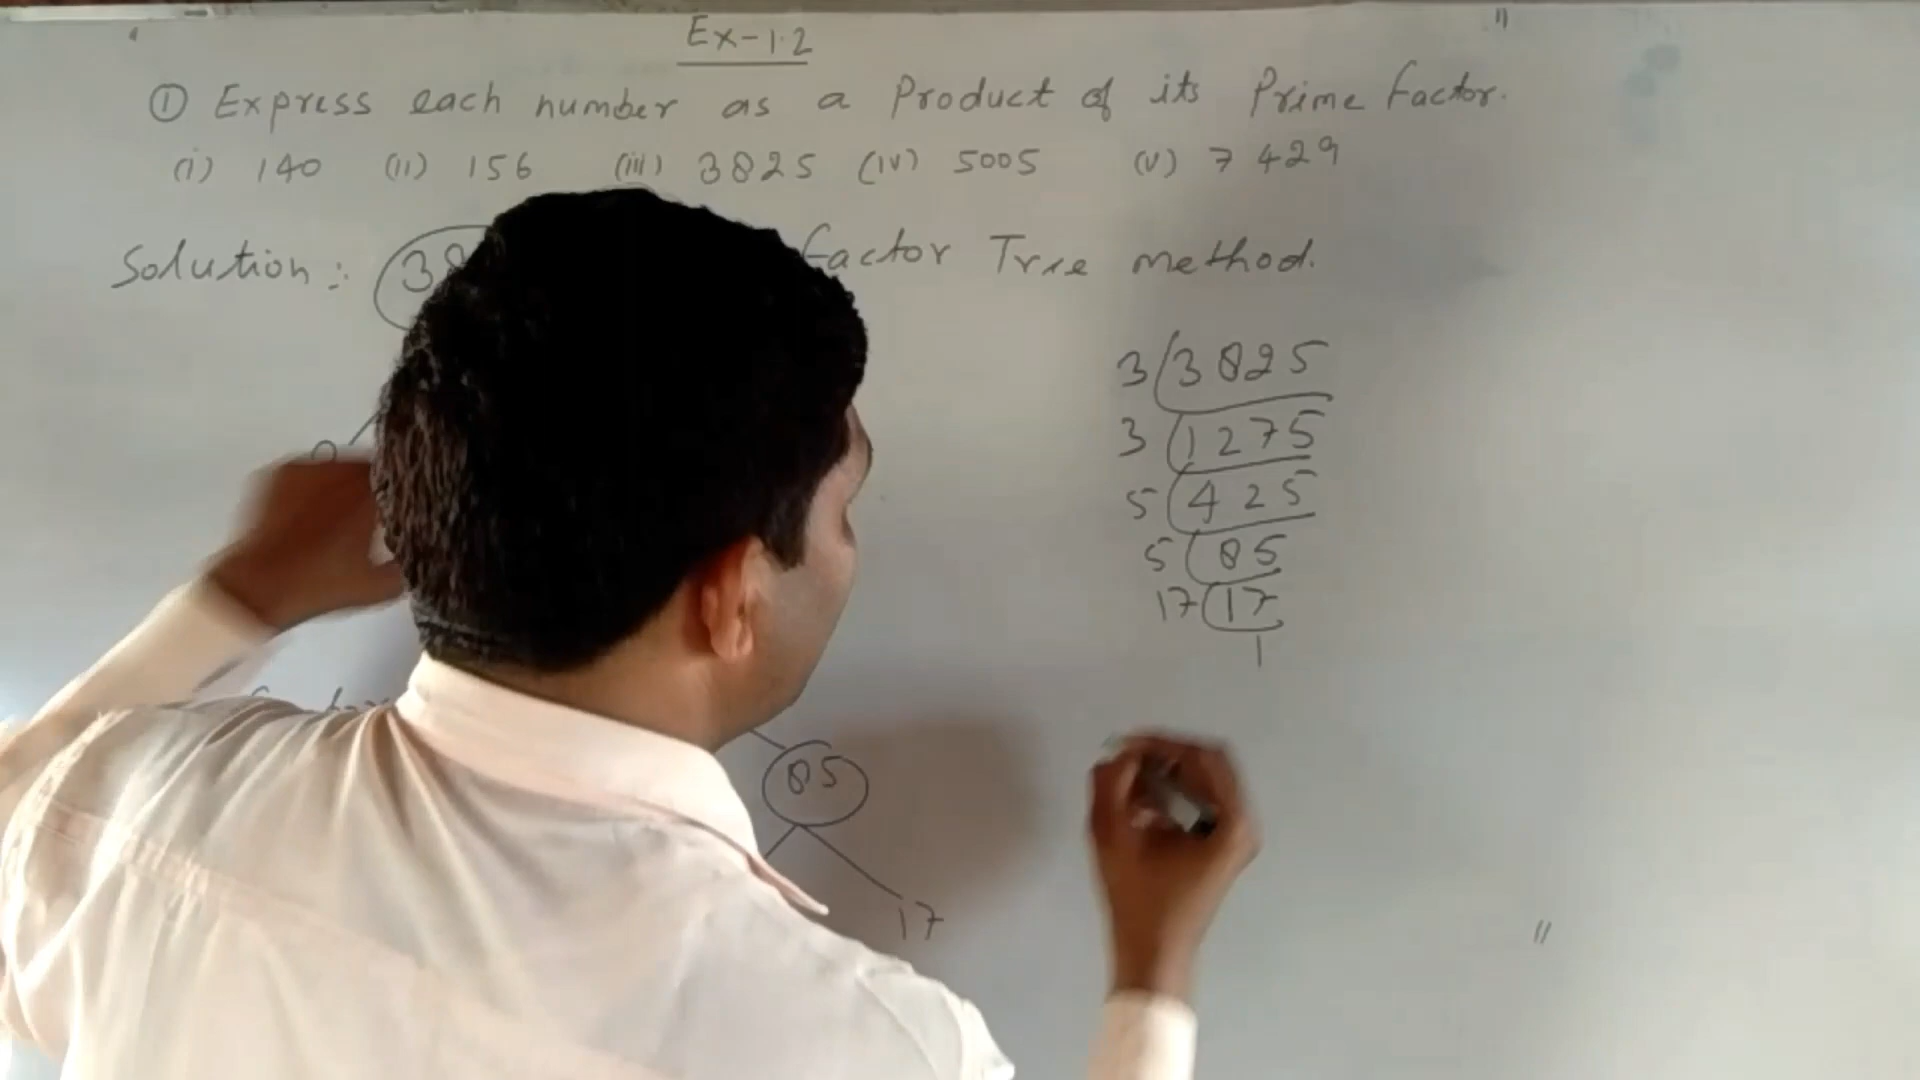 Ex-1.2
① Express each number as a Product of its Prime factor.
(i) 140 (ii) 156 (iii) 3825 (iv) 5005 (v) 7429
Solution: factor Tree method.
3 3825
3 1275
5 425
5 85
17 17
1
85
17